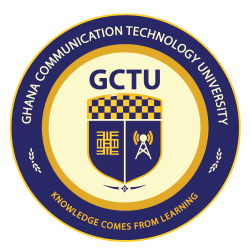 GHANA COMMUNICATION TECHNOLOGY UNIVERSITY
GCTU
KNOWLEDGE COMES FROM LEARNING